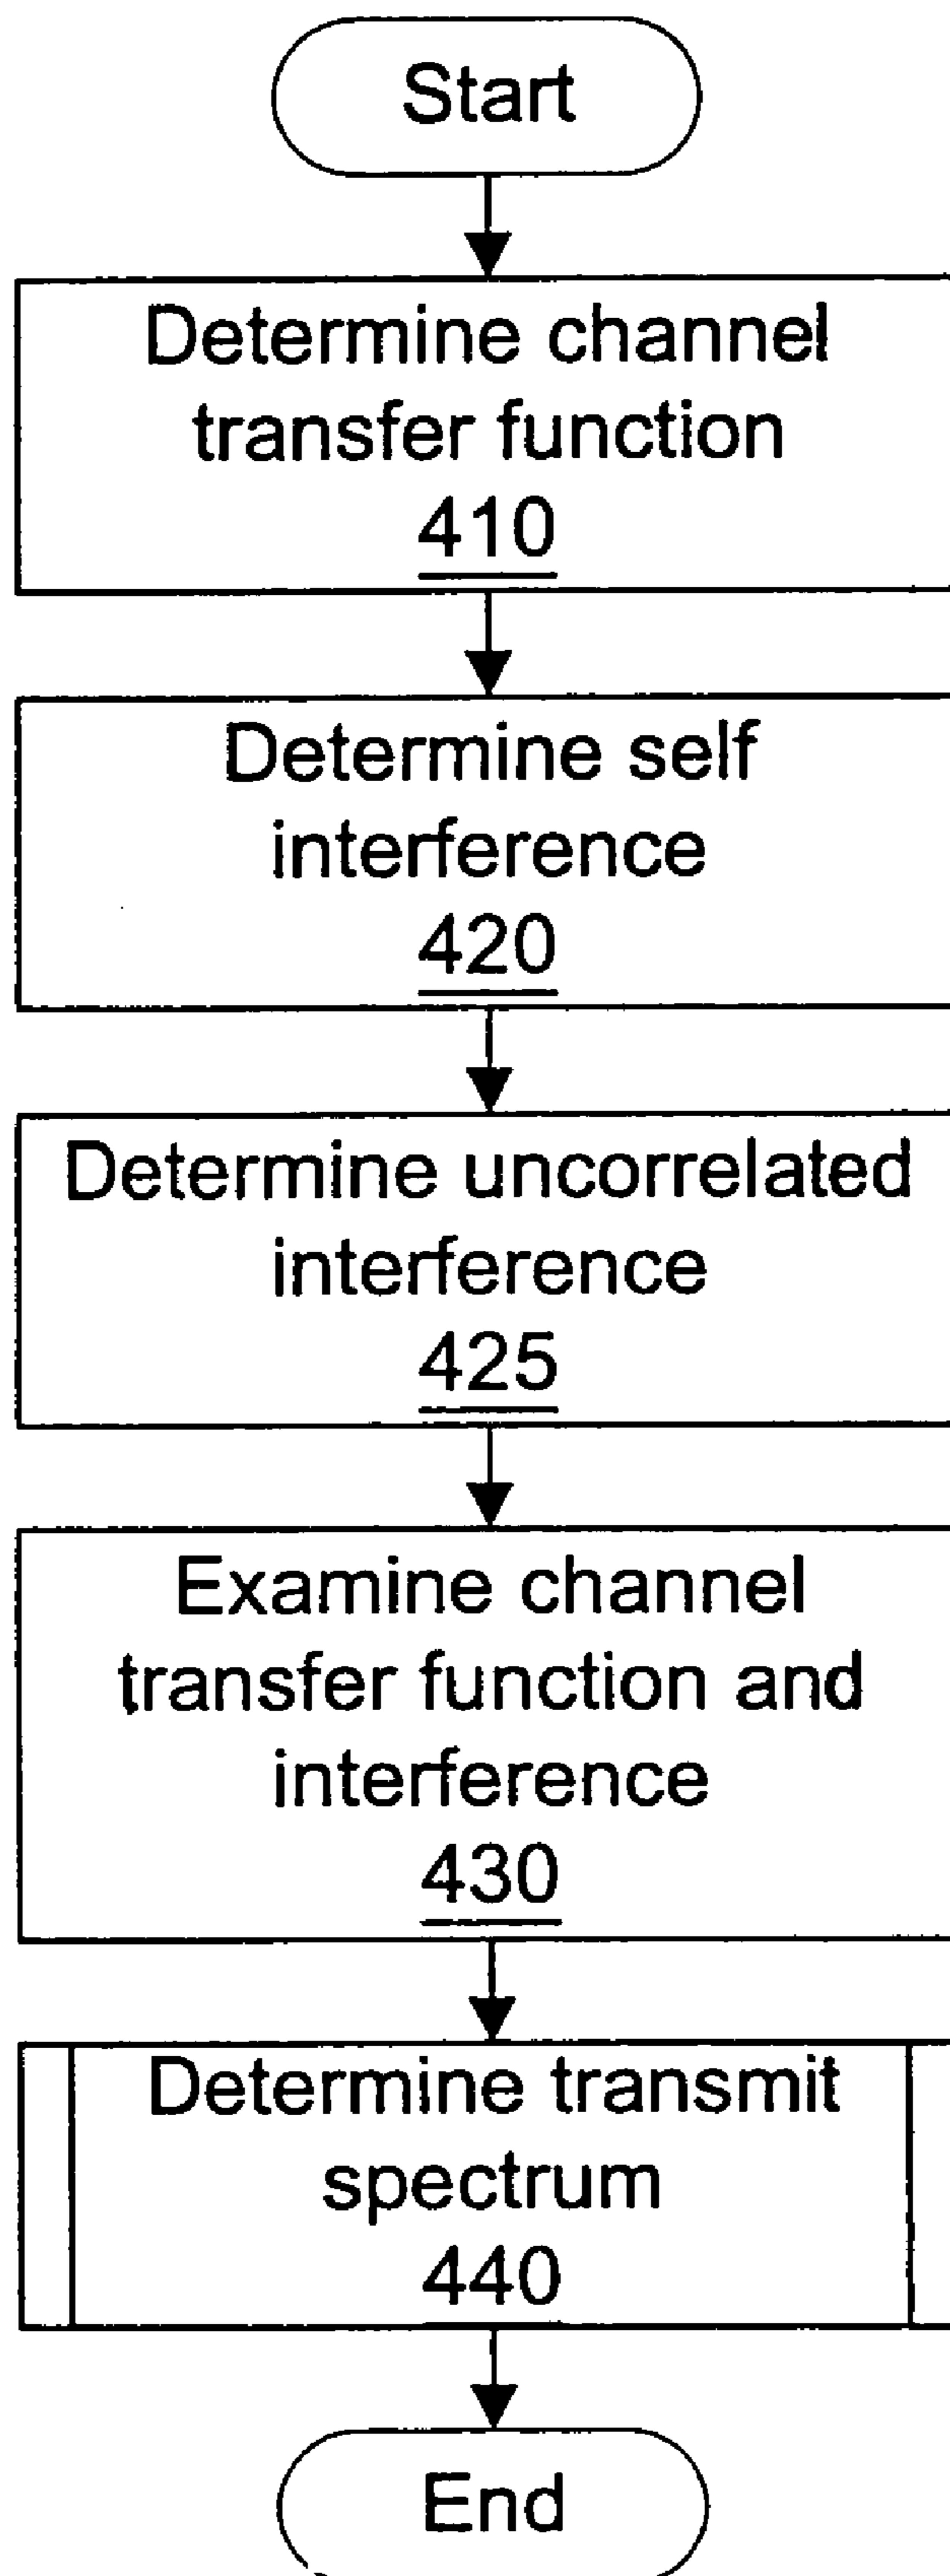 Start
Determine channel
transfer function
410
Determine self
interference
420
Determine uncorrelated
interference
425
Examine channel
transfer function and
interference
430
Determine transmit
spectrum
440
End